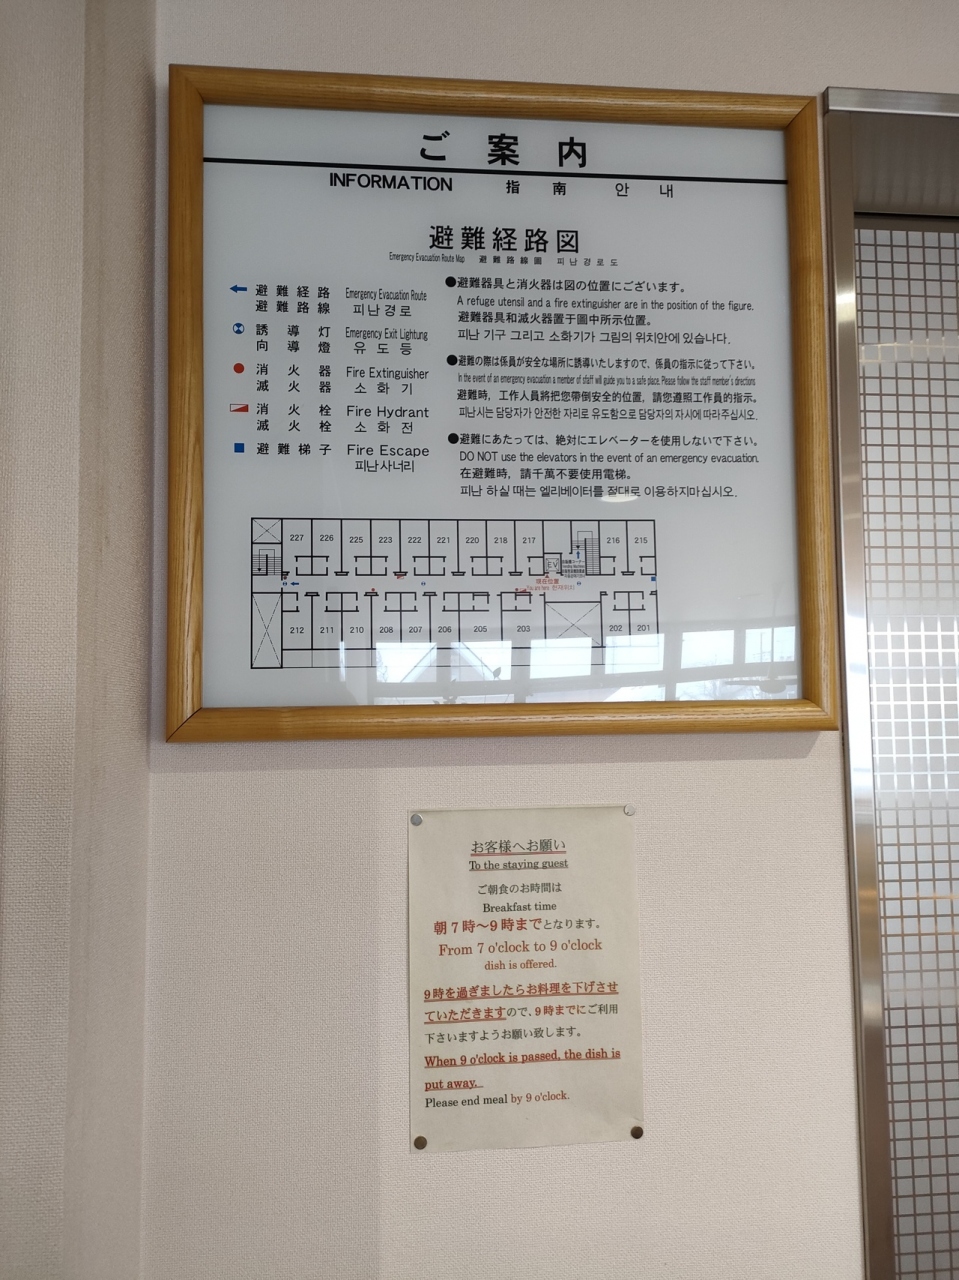 ご案内
INFORMATION 指南 안내
避難経路図
Emergency Evacuation Route Map 避難路線圖 피난경로도
避難経路 Emergency Evacuation Route
避難路線 피난경로
誘導灯 Emergency Exit Lightung
向導燈 유도등
消火器 Fire Extinguisher
滅火器 소화기
消火栓 Fire Hydrant
滅火栓 소화전
避難梯子 Fire Escape
피난사너리
●避難器具と消火器は図の位置にございます。
A refuge utensil and a fire extinguisher are in the position of the figure.
避難器具和滅火器置于圖中所示位置。
피난 기구 그리고 소화기가 그림의 위치안에 있습나다.
●避難の際は係員が安全な場所に誘導いたしますので、係員の指示に従って下さい。
In the event of an emergency evacuation a member of staff will guide you to a safe place. Please follow the staff member's directions
避難時，工作人員將把您帶倒安全的位置，請您遵照工作員的指示。
피난시는 담당자가 안전한 자리로 유도함으로 담당자의 자시에 따라 주십시오.
●避難にあたっては、絶対にエレベーターを使用しないで下さい。
DO NOT use the elevators in the event of an emergency evacuation.
在避難時，請千萬不要使用電梯。
피난 하실 때는 엘리베이터를 절대로 이용하지마십시오.
227 226 225 223 222 221 220 218 217 216 215
EV
現在位置
212 211 210 208 207 206 205 203 202 201
お客様へお願い
To the staying guest
ご朝食のお時間は
Breakfast time
朝7時～9時までとなります。
From 7 o'clock to 9 o'clock
dish is offered.
9時を過ぎましたらお料理を下げさせ
ていただきますので、9時までにご利用
下さいますようお願い致します。
When 9 o'clock is passed, the dish is
put away.
Please end meal by 9 o'clock.